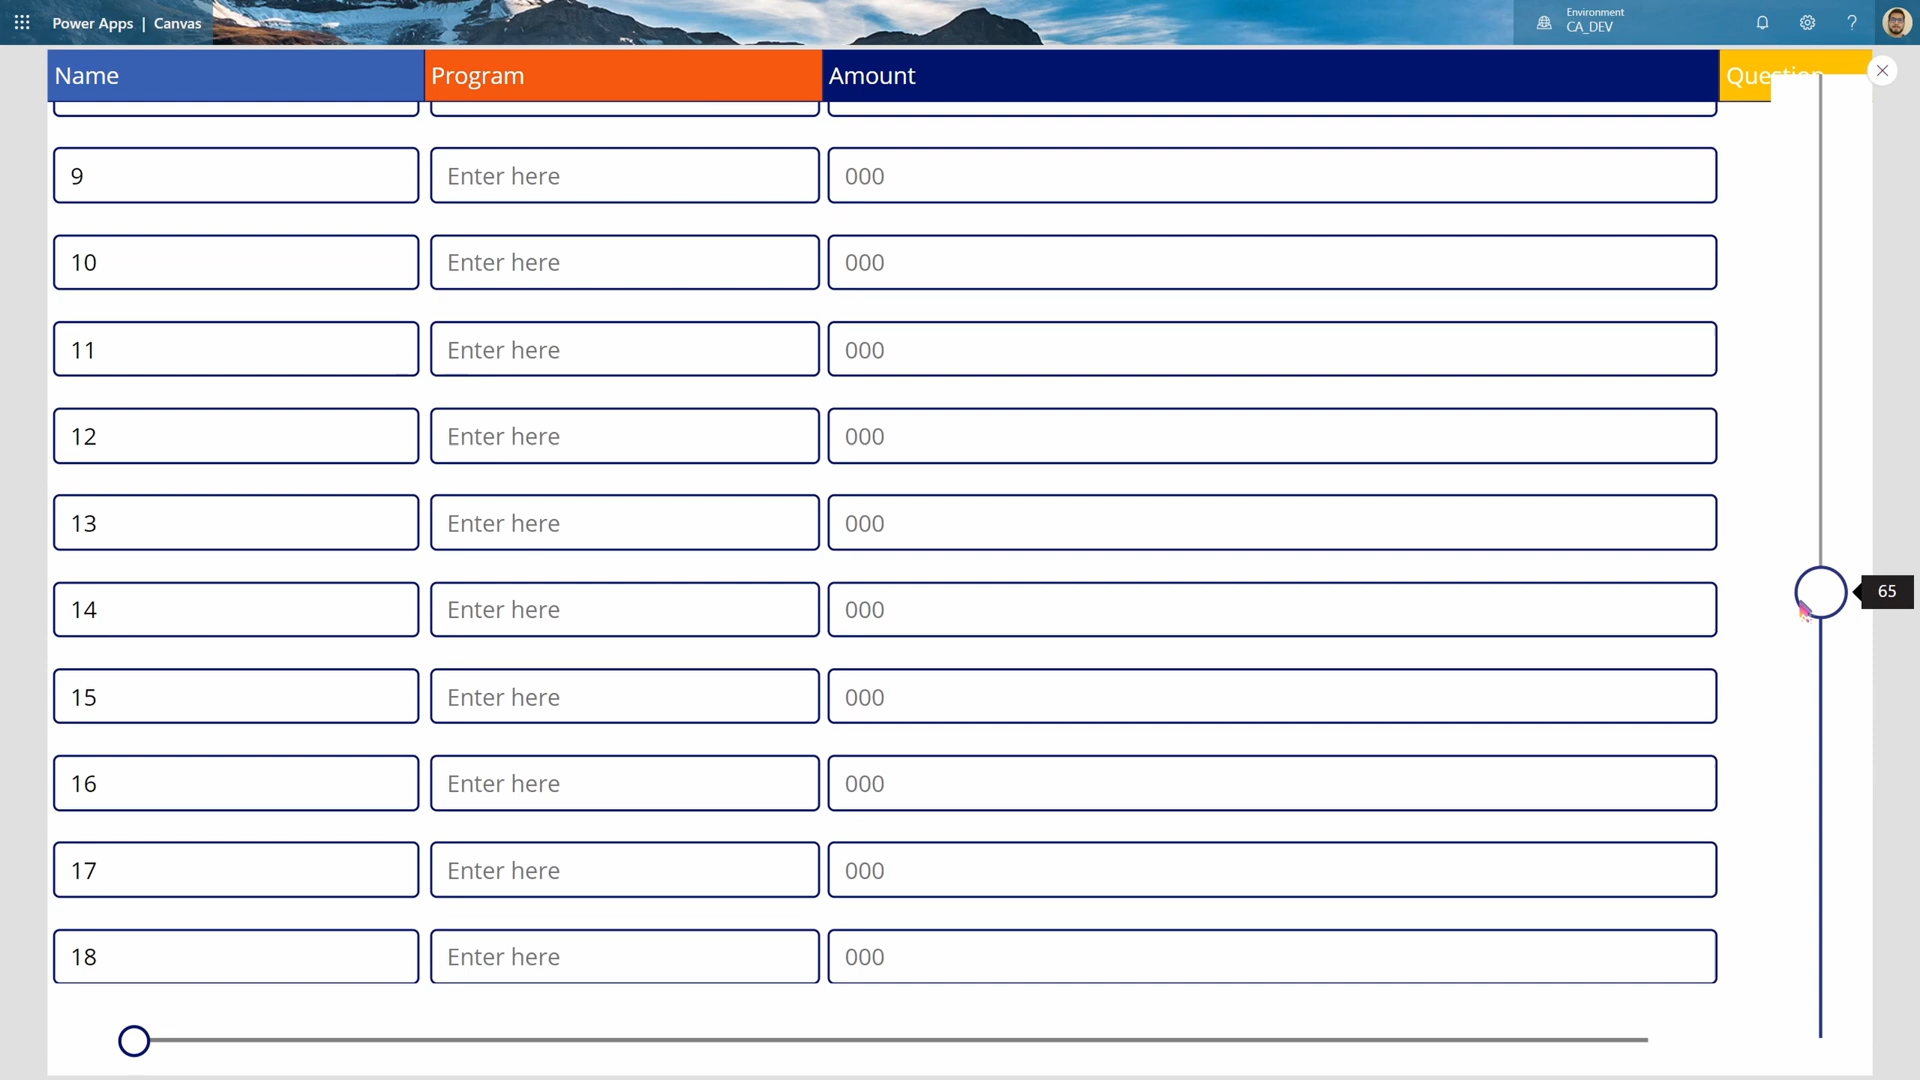 Power Apps | Canvas
Environment
CA_DEV
?
Name Program Amount Question
9 Enter here 000
10 Enter here 000
11 Enter here 000
12 Enter here 000
13 Enter here 000
14 Enter here 000
65
15 Enter here 000
16 Enter here 000
17 Enter here 000
18 Enter here 000